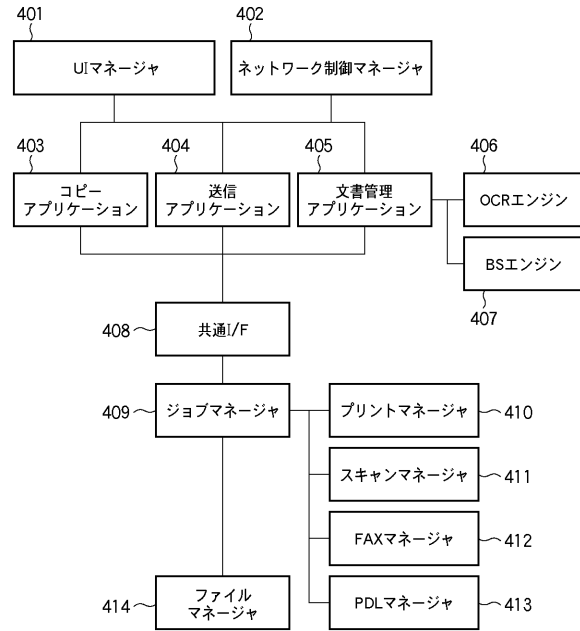 401
402
UIマネージャ
ネットワーク制御マネージャ
403
404
405
406
コピー
アプリケーション
送信
アプリケーション
文書管理
アプリケーション
OCRエンジン
BSエンジン
407
408
共通I/F
409
ジョブマネージャ
プリントマネージャ
410
スキャンマネージャ
411
FAXマネージャ
412
414
ファイル
マネージャ
PDLマネージャ
413